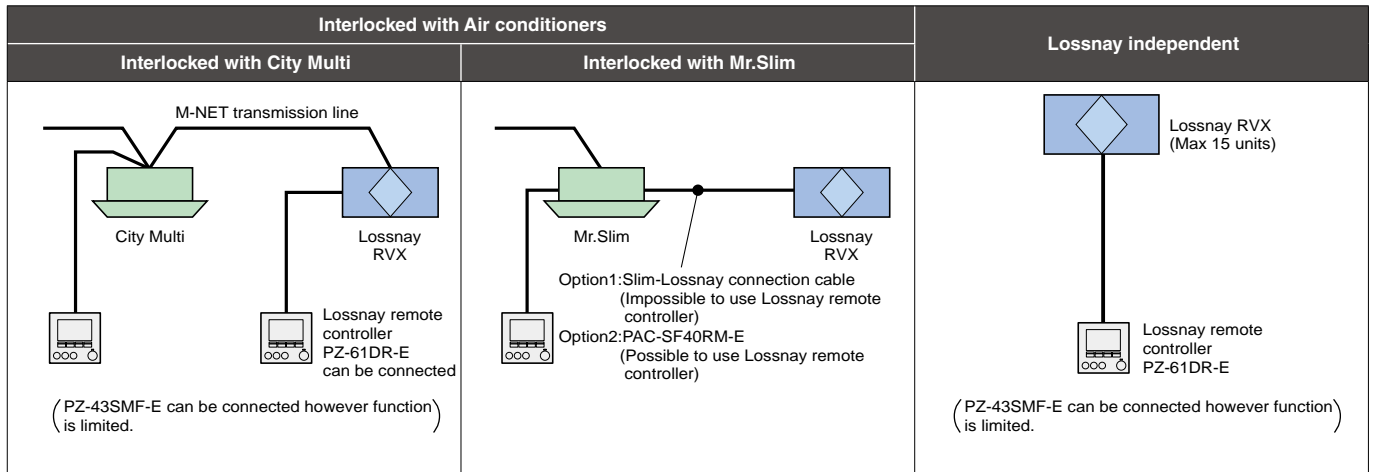 Interlocked with Air conditioners
Lossnay independent
Interlocked with City Multi
Interlocked with Mr.Slim
M-NET transmission line
City Multi
Lossnay
RVX
Lossnay remote
controller
PZ-61DR-E
can be connected
(PZ-43SMF-E can be connected however function
is limited.)
Mr.Slim
Lossnay
RVX
Option1:Slim-Lossnay connection cable
(Impossible to use Lossnay remote
controller)
Option2:PAC-SF40RM-E
(Possible to use Lossnay remote
controller)
Lossnay RVX
(Max 15 units)
Lossnay remote
controller
PZ-61DR-E
(PZ-43SMF-E can be connected however function
is limited.)